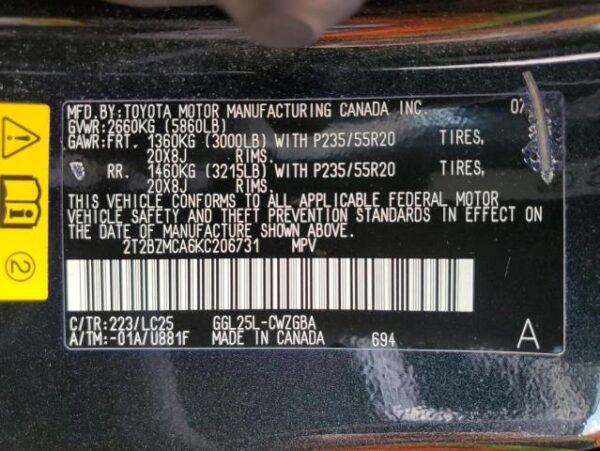 MFD.BY:TOYOTA MOTOR MANUFACTURING CANADA INC. 07
GVWR:2660KG (5860LB)
GAWR:FRT. 1360KG (3000LB) WITH P235/55R20 TIRES,
20X8J RIMS.
RR. 1460KG (3215LB) WITH P235/55R20 TIRES,
20X8J RIMS.
THIS VEHICLE CONFORMS TO ALL APPLICABLE FEDERAL MOTOR
VEHICLE SAFETY AND THEFT PREVENTION STANDARDS IN EFFECT ON
THE DATE OF MANUFACTURE SHOWN ABOVE.
2T2BZMCA6KC206731 MPV
C/TR:223/LC25 GGL25L-CWZGBA
A/TM:-01A/U881F MADE IN CANADA 694 A
2